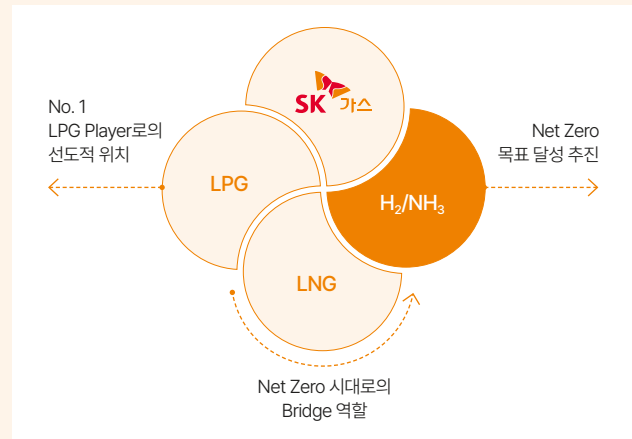 SK 가스
No. 1
LPG Player로의
선도적 위치
Net Zero
목표 달성 추진
LPG
H₂/NH₃
LNG
Net Zero 시대로의
Bridge 역할